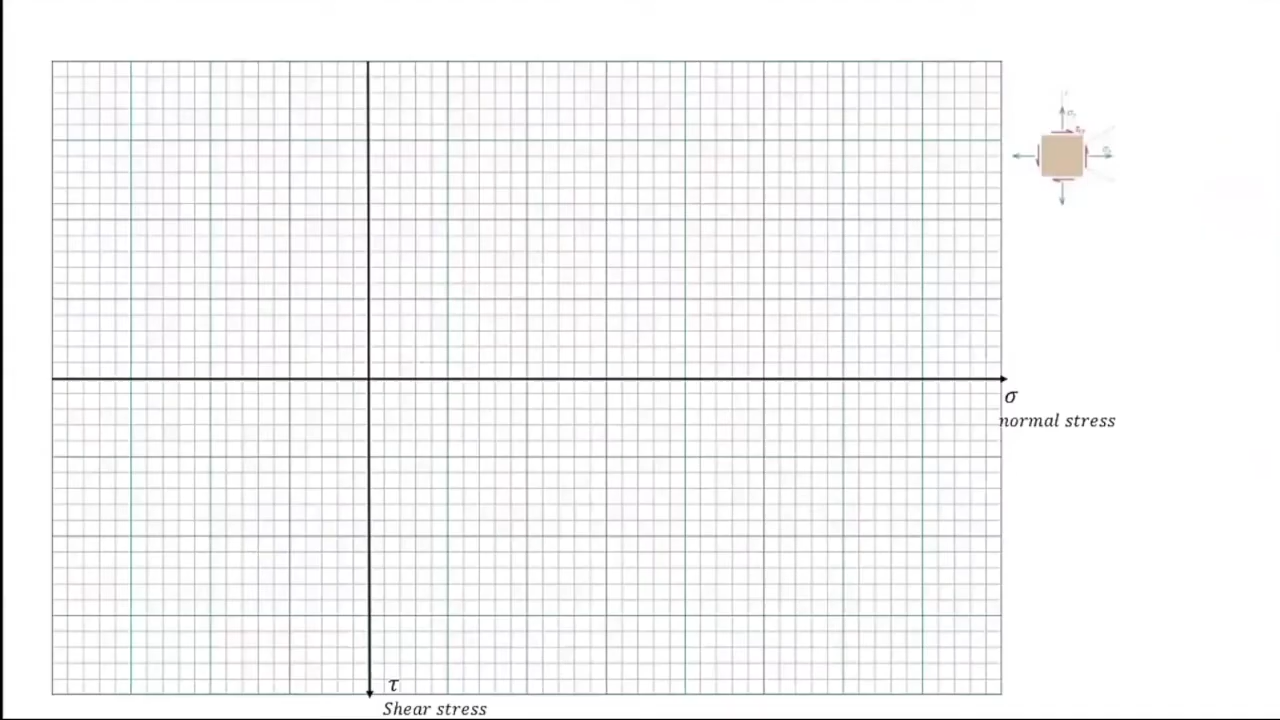 σ
normal stress
τ
Shear stress